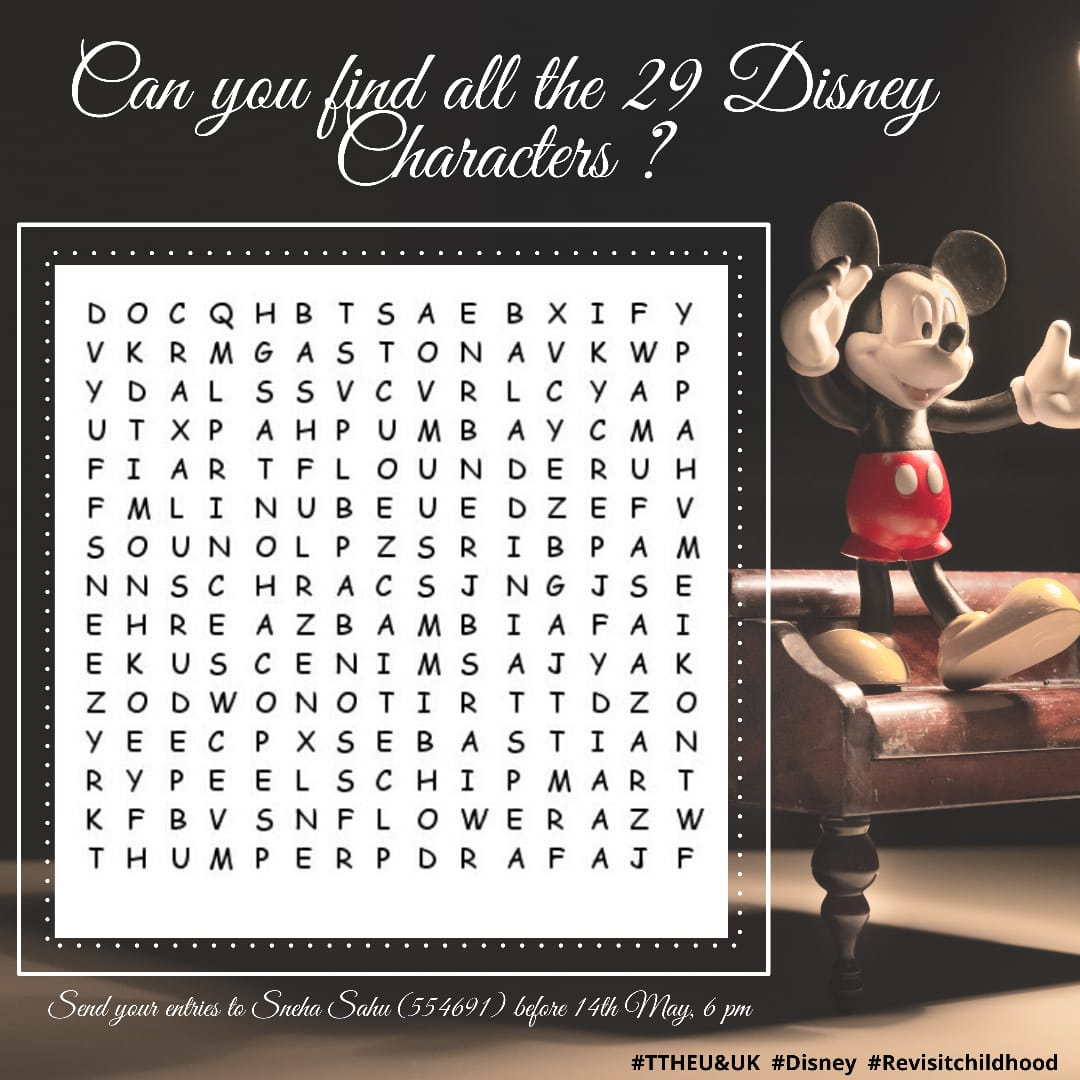 Can you find all the 29 Disney
Characters ?
D O C Q H B T S A E B X I F Y
V K R M G A S T O N A V K W P
Y D A L S S V C V R L C Y A P
U T X P A H P U M B A Y C M A
F I A R T F L O U N D E R U H
F M L I N U B E U E D Z E F V
S O U N O L P Z S R I B P A M
N N S C H R A C S J N G J S E
E H R E A Z B A M B I A F A I
E K U S C E N I M S A J Y A K
Z O D W O N O T I R T T D Z O
Y E E C P X S E B A S T I A N
R Y P E E L S C H I P M A R T
K F B V S N F L O W E R A Z W
T H U M P E R P D R A F A J F
Send your entries to Sneha Sahu (554691) before 14th May, 6 pm
#TTHEU&UK #Disney #Revisitchildhood